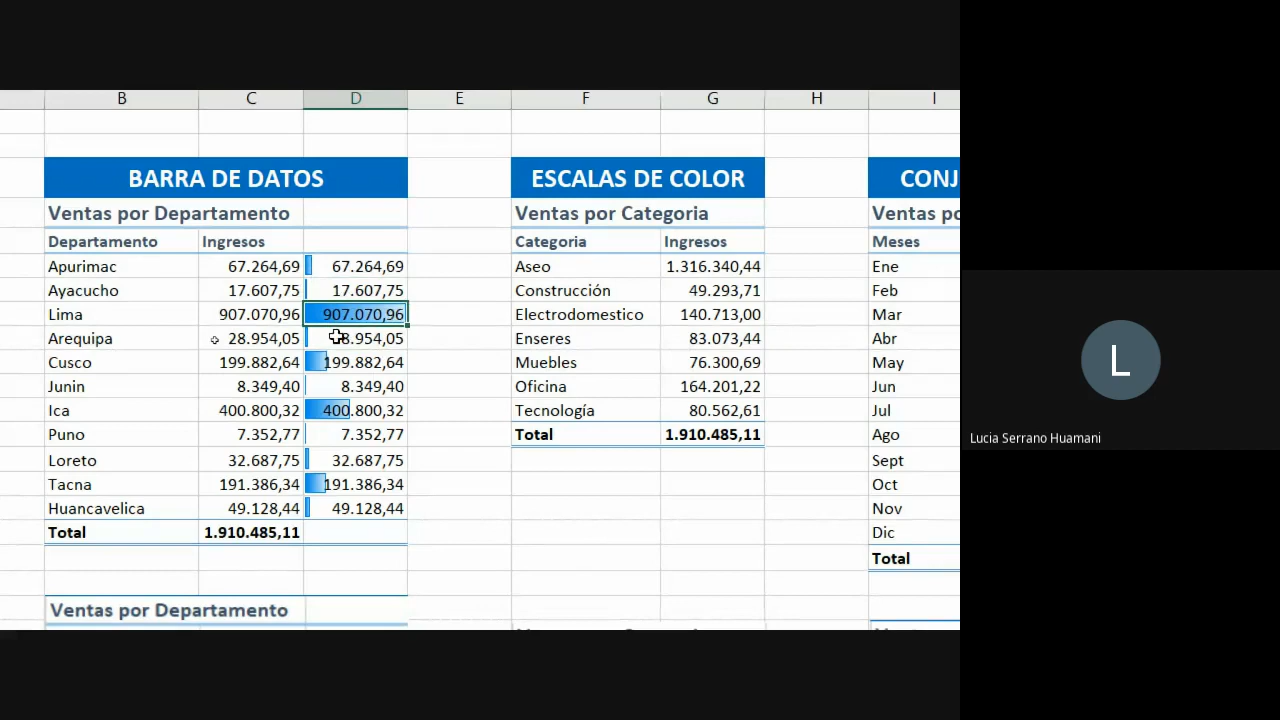 B C D E F G H I
BARRA DE DATOS ESCALAS DE COLOR CONJ
Ventas por Departamento Ventas por Categoria Ventas po
Departamento Ingresos Categoria Ingresos Meses
Apurimac 67.264,69 67.264,69 Aseo 1.316.340,44 Ene
Ayacucho 17.607,75 17.607,75 Construcción 49.293,71 Feb
Lima 907.070,96 907.070,96 Electrodomestico 140.713,00 Mar
Arequipa 28.954,05 8.954,05 Enseres 83.073,44 Abr
Cusco 199.882,64 199.882,64 Muebles 76.300,69 May
Junin 8.349,40 8.349,40 Oficina 164.201,22 Jun
Ica 400.800,32 400.800,32 Tecnología 80.562,61 Jul
Puno 7.352,77 7.352,77 Total 1.910.485,11 Ago
Loreto 32.687,75 32.687,75 Sept
Tacna 191.386,34 191.386,34 Oct
Huancavelica 49.128,44 49.128,44 Nov
Total 1.910.485,11 Dic
Total
Ventas por Departamento
L
Lucia Serrano Huamani